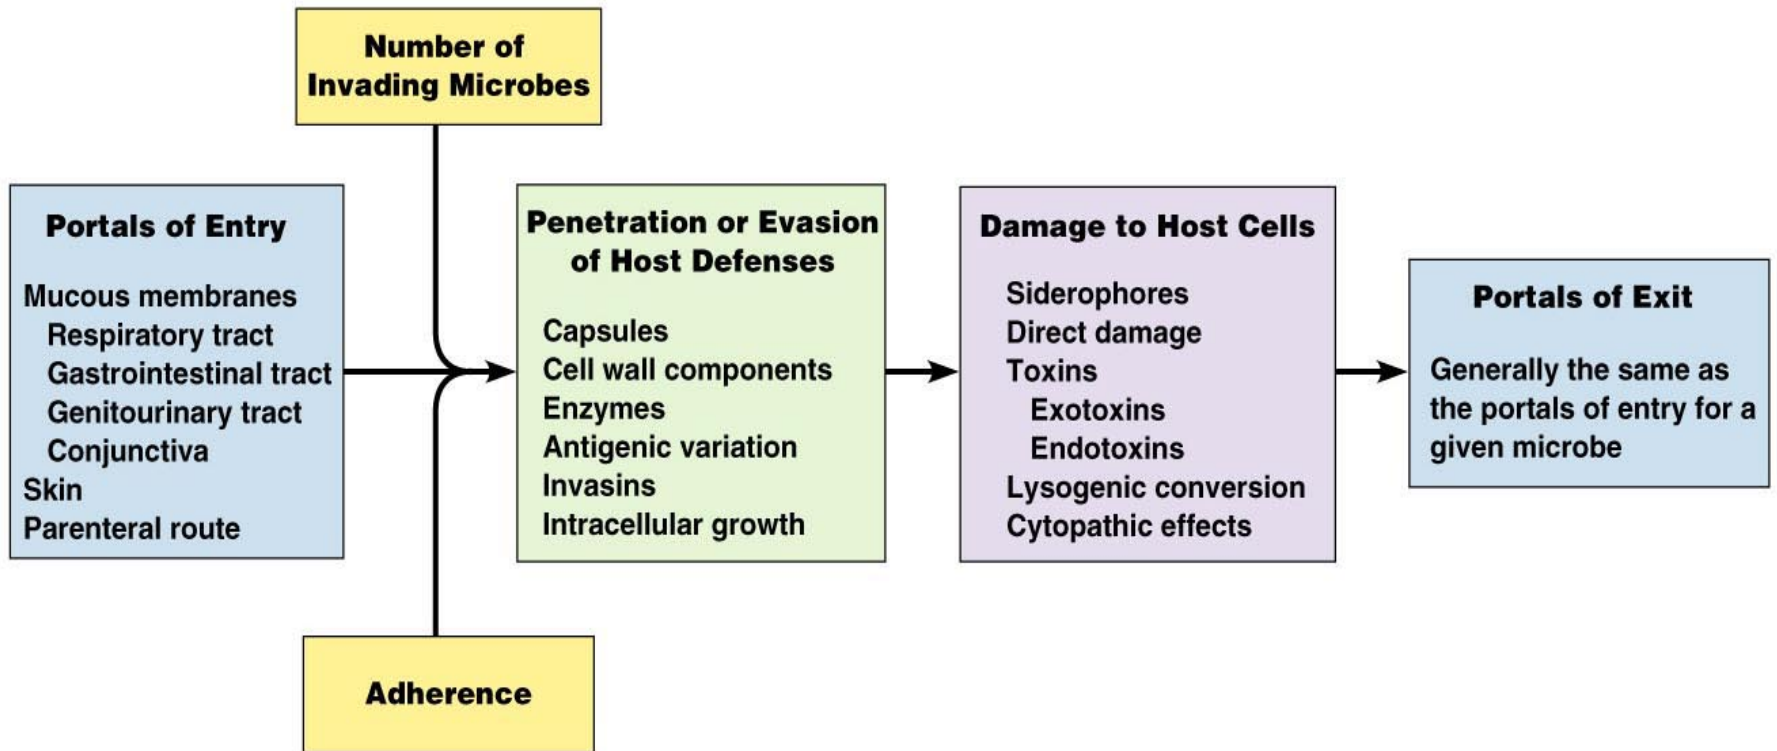 Number of
Invading Microbes
Portals of Entry
Mucous membranes
Respiratory tract
Gastrointestinal tract
Genitourinary tract
Conjunctiva
Skin
Parenteral route
Adherence
Penetration or Evasion
of Host Defenses
Capsules
Cell wall components
Enzymes
Antigenic variation
Invasins
Intracellular growth
Damage to Host Cells
Siderophores
Direct damage
Toxins
Exotoxins
Endotoxins
Lysogenic conversion
Cytopathic effects
Portals of Exit
Generally the same as
the portals of entry for a
given microbe